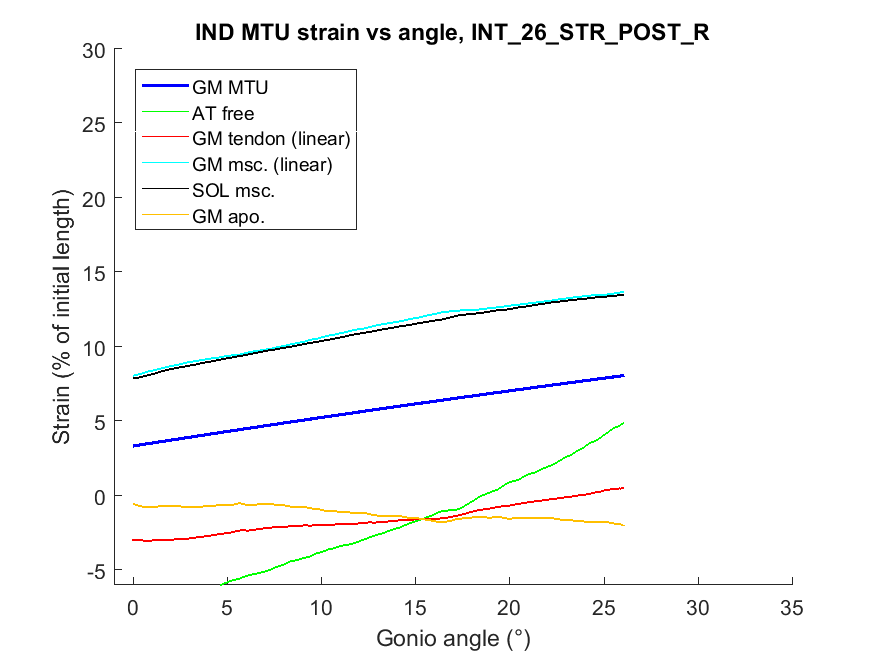 IND MTU strain vs angle, INT_26_STR_POST_R
30
25
20
15
10
5
0
-5
Strain (% of initial length)
GM MTU
AT free
GM tendon (linear)
GM msc. (linear)
SOL msc.
GM apo.
0 5 10 15 20 25 30 35
Gonio angle (°)